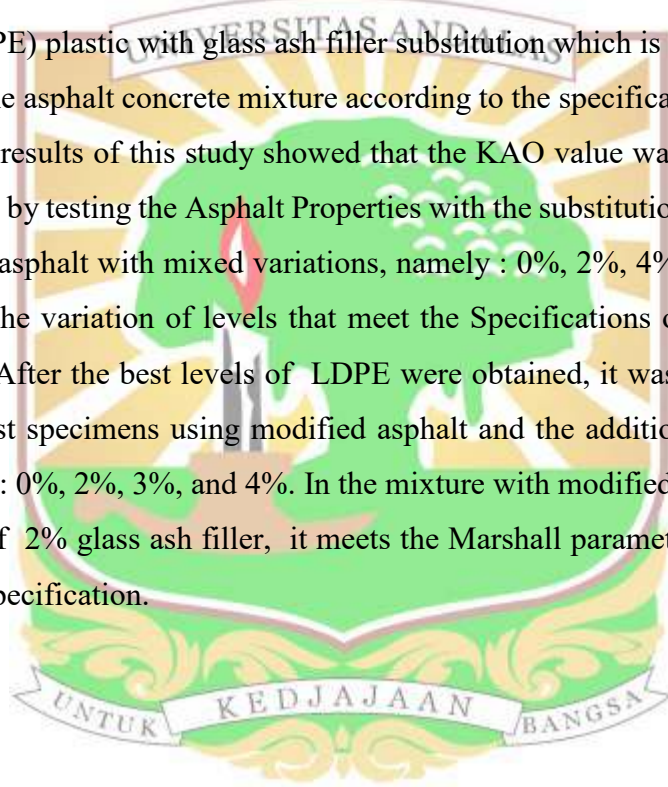 UNIVERSITAS ANDALAS
PE) plastic with glass ash filler substitution which is
e asphalt concrete mixture according to the specifica
results of this study showed that the KAO value wa
by testing the Asphalt Properties with the substitutio
asphalt with mixed variations, namely : 0%, 2%, 4%
he variation of levels that meet the Specifications o
After the best levels of LDPE were obtained, it was
st specimens using modified asphalt and the additio
: 0%, 2%, 3%, and 4%. In the mixture with modified
f 2% glass ash filler, it meets the Marshall paramet
pecification.
UNTUK KEDJAJAAN BANGSA